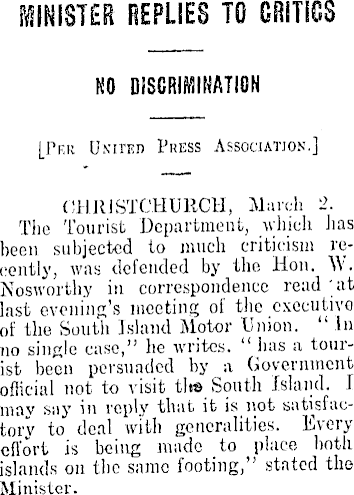 MINISTER REPLIES TO CRITICS
NO DISCRIMINATION
[PER UNITED PRESS ASSOCIATION.]
CHRISTCHURCH, March 2.
The Tourist Department, which has
been subjected to much criticism re-
cently, was defended by the Hon. W.
Nosworthy in correspondence read at
last evening's meeting of the executive
of the South Island Motor Union. "In
no single case," he writes. "has a tour-
ist been persuaded by a Government
official not to visit the South Island. I
may say in reply that it is not satisfac-
tory to deal with generalities. Every
effort is being made to place both
islands on the same footing," stated the
Minister.